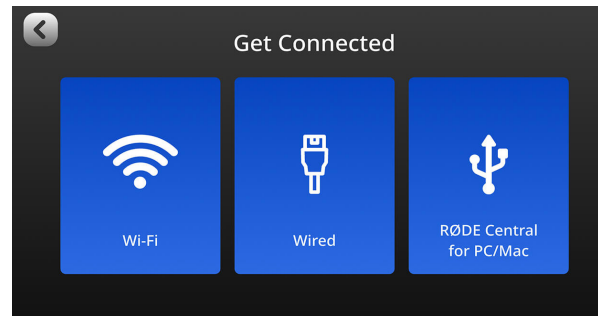 Get Connected
Wi-Fi
Wired
RØDE Central
for PC/Mac